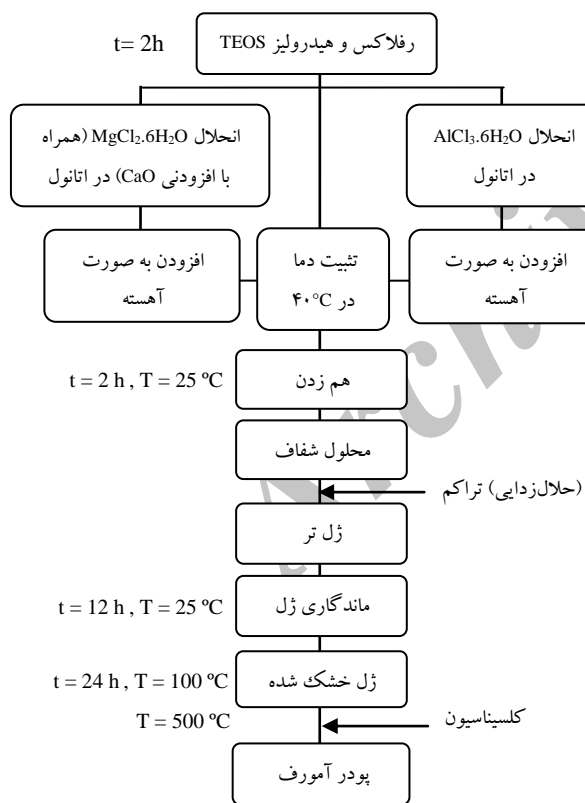 رفلاکس و هیدرولیز TEOS
t= 2h
انحلال AlCl₃.6H₂O
در اتانول
انحلال MgCl₂.6H₂O (همراه
با افزودنی CaO) در اتانول
افزودن به صورت
آهسته
تثبیت دما
در ۴۰°C
افزودن به صورت
آهسته
هم زدن
t = 2 h , T = 25 ºC
محلول شفاف
(حلال‌زدایی) تراکم
ژل تر
ماندگاری ژل
t = 12 h , T = 25 ºC
ژل خشک شده
t = 24 h , T = 100 ºC
کلسیناسیون
T = 500 ºC
پودر آمورف